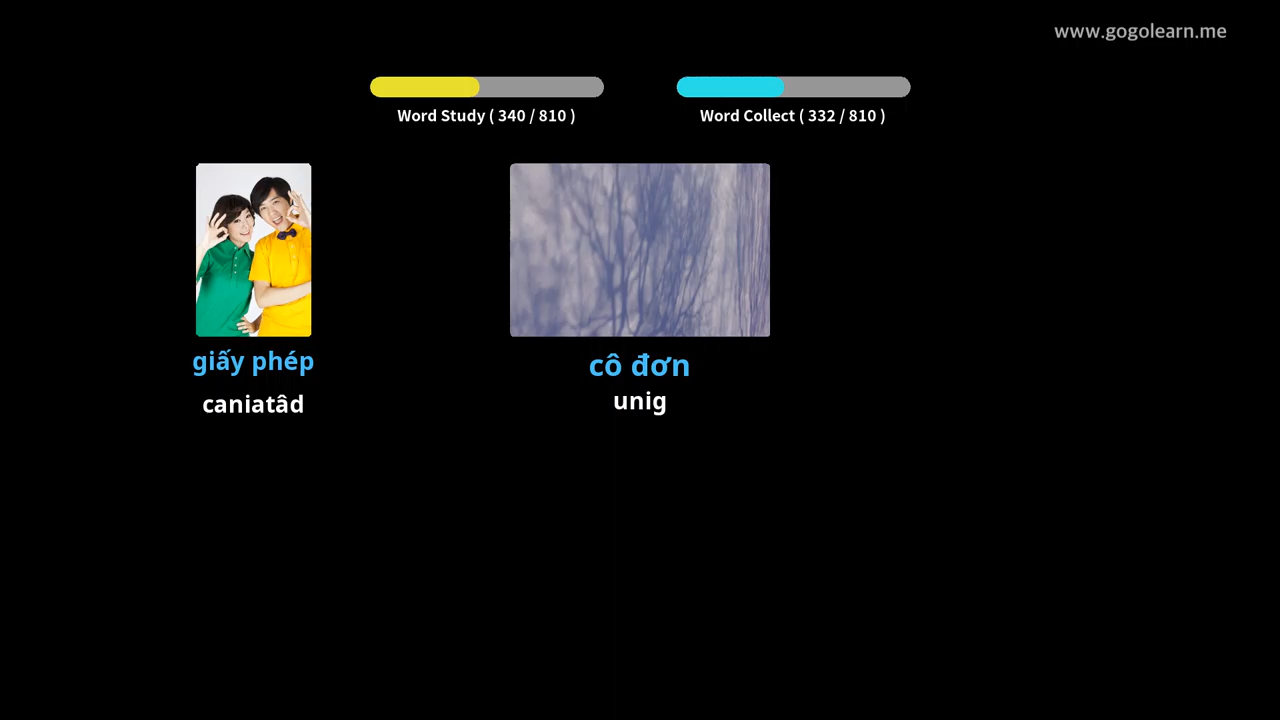 www.gogolearn.me
Word Study ( 340 / 810 )
Word Collect ( 332 / 810 )
giấy phép
caniatâd
cô đơn
unig